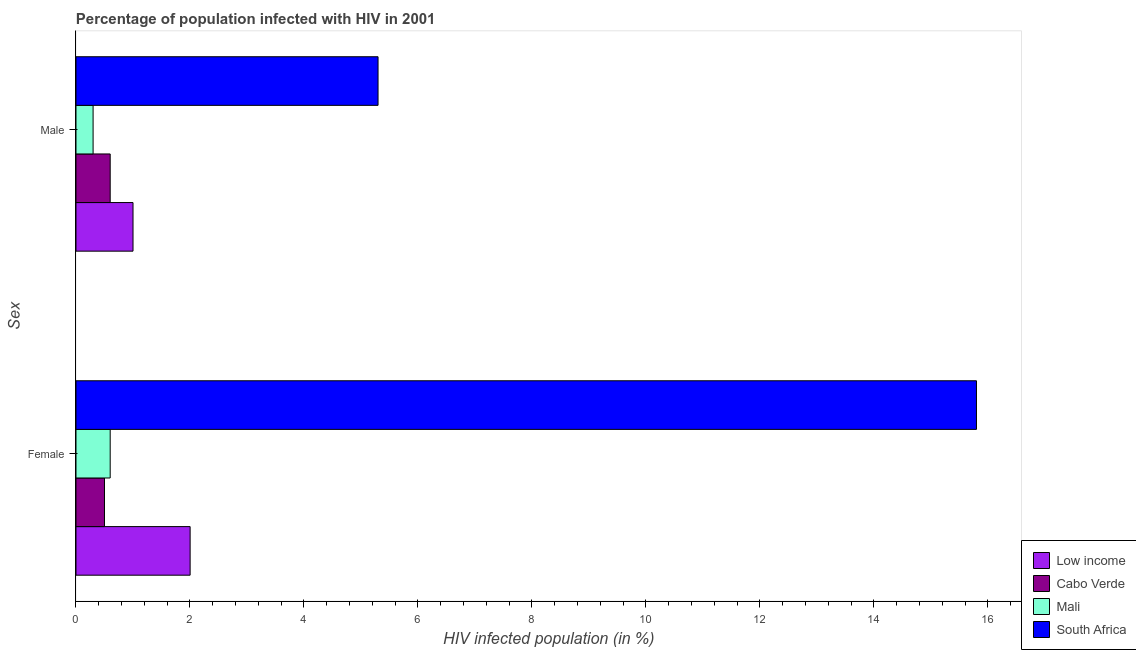 Percentage of population infected with HIV in 2001
Sex
Male
Female
0
2
4
6
8
10
12
14
16
HIV infected population (in %)
Low income
Cabo Verde
Mali
South Africa